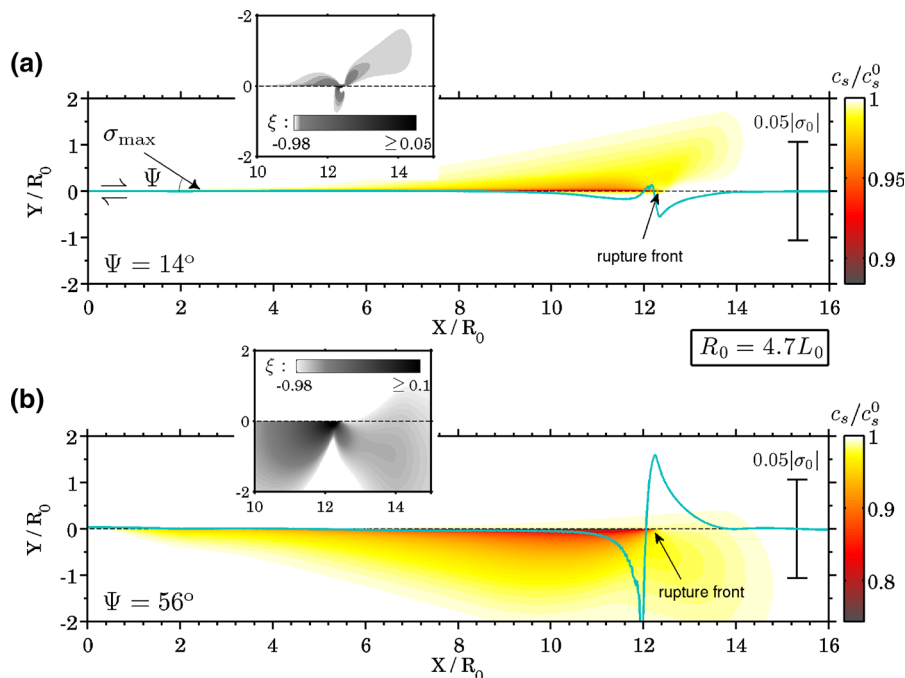 (a)
-2
0
-2
ξ :
-0.98
≥ 0.05
10
12
14
c_s/c_s^0
1
0.95
0.9
0.05|σ_0|
σ_max
Ψ
2
1
0
-1
-2
Y/R_0
rupture front
Ψ = 14°
0
2
4
6
8
10
12
14
16
X/R_0
R_0 = 4.7L_0
(b)
ξ :
-0.98
≥ 0.1
0
-2
10
12
14
c_s/c_s^0
1
0.9
0.8
0.05|σ_0|
2
1
0
-1
-2
Y/R_0
rupture front
Ψ = 56°
0
2
4
6
8
10
12
14
16
X/R_0